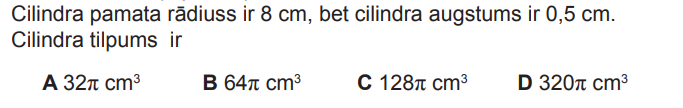 Cilindra pamata rādiuss ir 8 cm, bet cilindra augstums ir 0,5 cm.
Cilindra tilpums ir
A 32π cm³ B 64π cm³ C 128π cm³ D 320π cm³